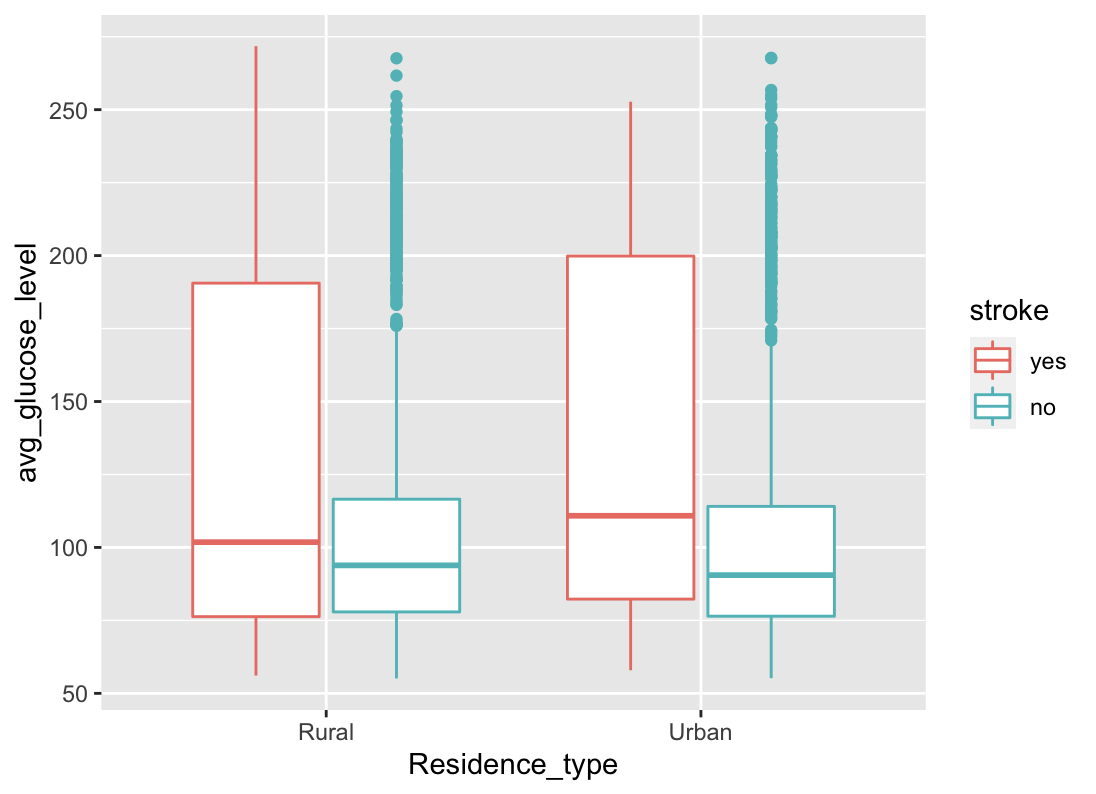 avg_glucose_level
250
200
150
100
50
Rural
Urban
Residence_type
stroke
yes
no